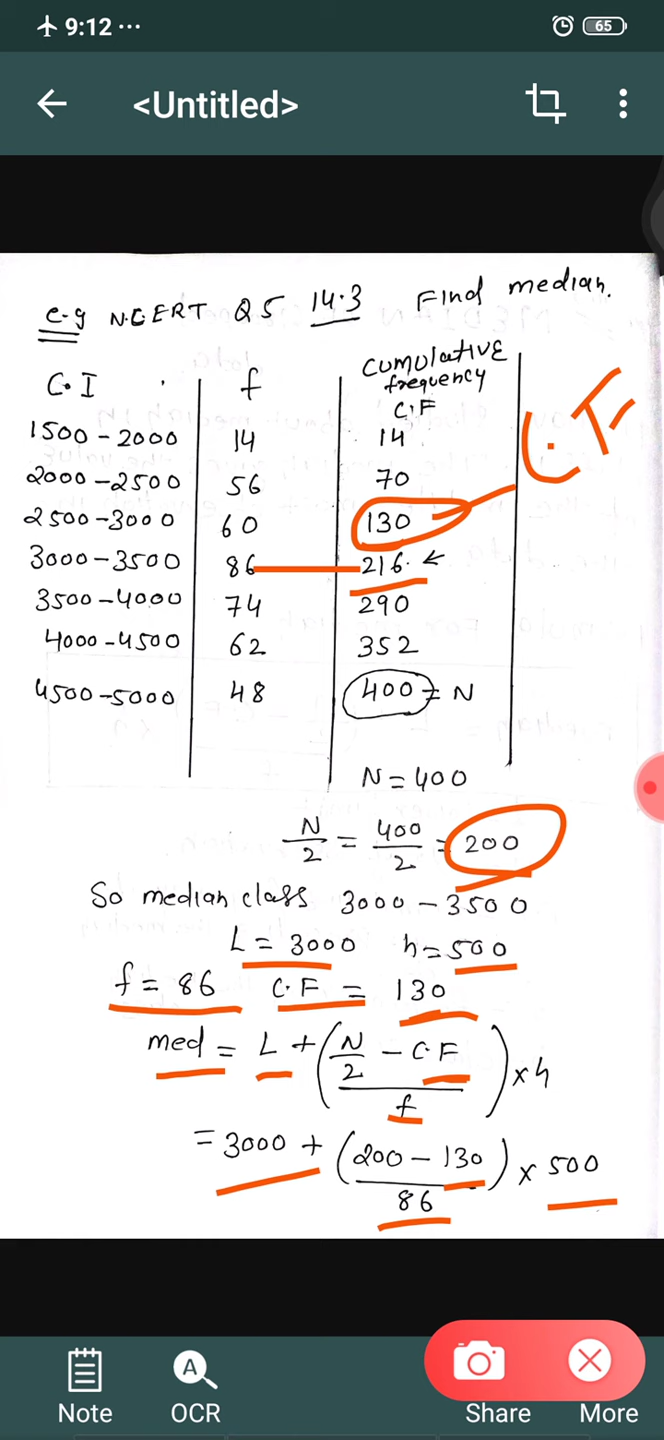 9:12 ... 65
<Untitled>
e.g NCERT Q5 14.3 Find median.
C.I f cumulative frequency C.F
1500 - 2000 14 14
2000 - 2500 56 70
2500 - 3000 60 130
3000 - 3500 86 216 ←
3500 - 4000 74 290
4000 - 4500 62 352
4500 - 5000 48 400 = N
C.F
N = 400
N/2 = 400/2 = 200
So median class 3000 - 3500
L = 3000 h = 500
f = 86 C.F = 130
med = L + (N/2 - C.F / f) × h
= 3000 + (200 - 130 / 86) × 500
A
Note OCR Share More